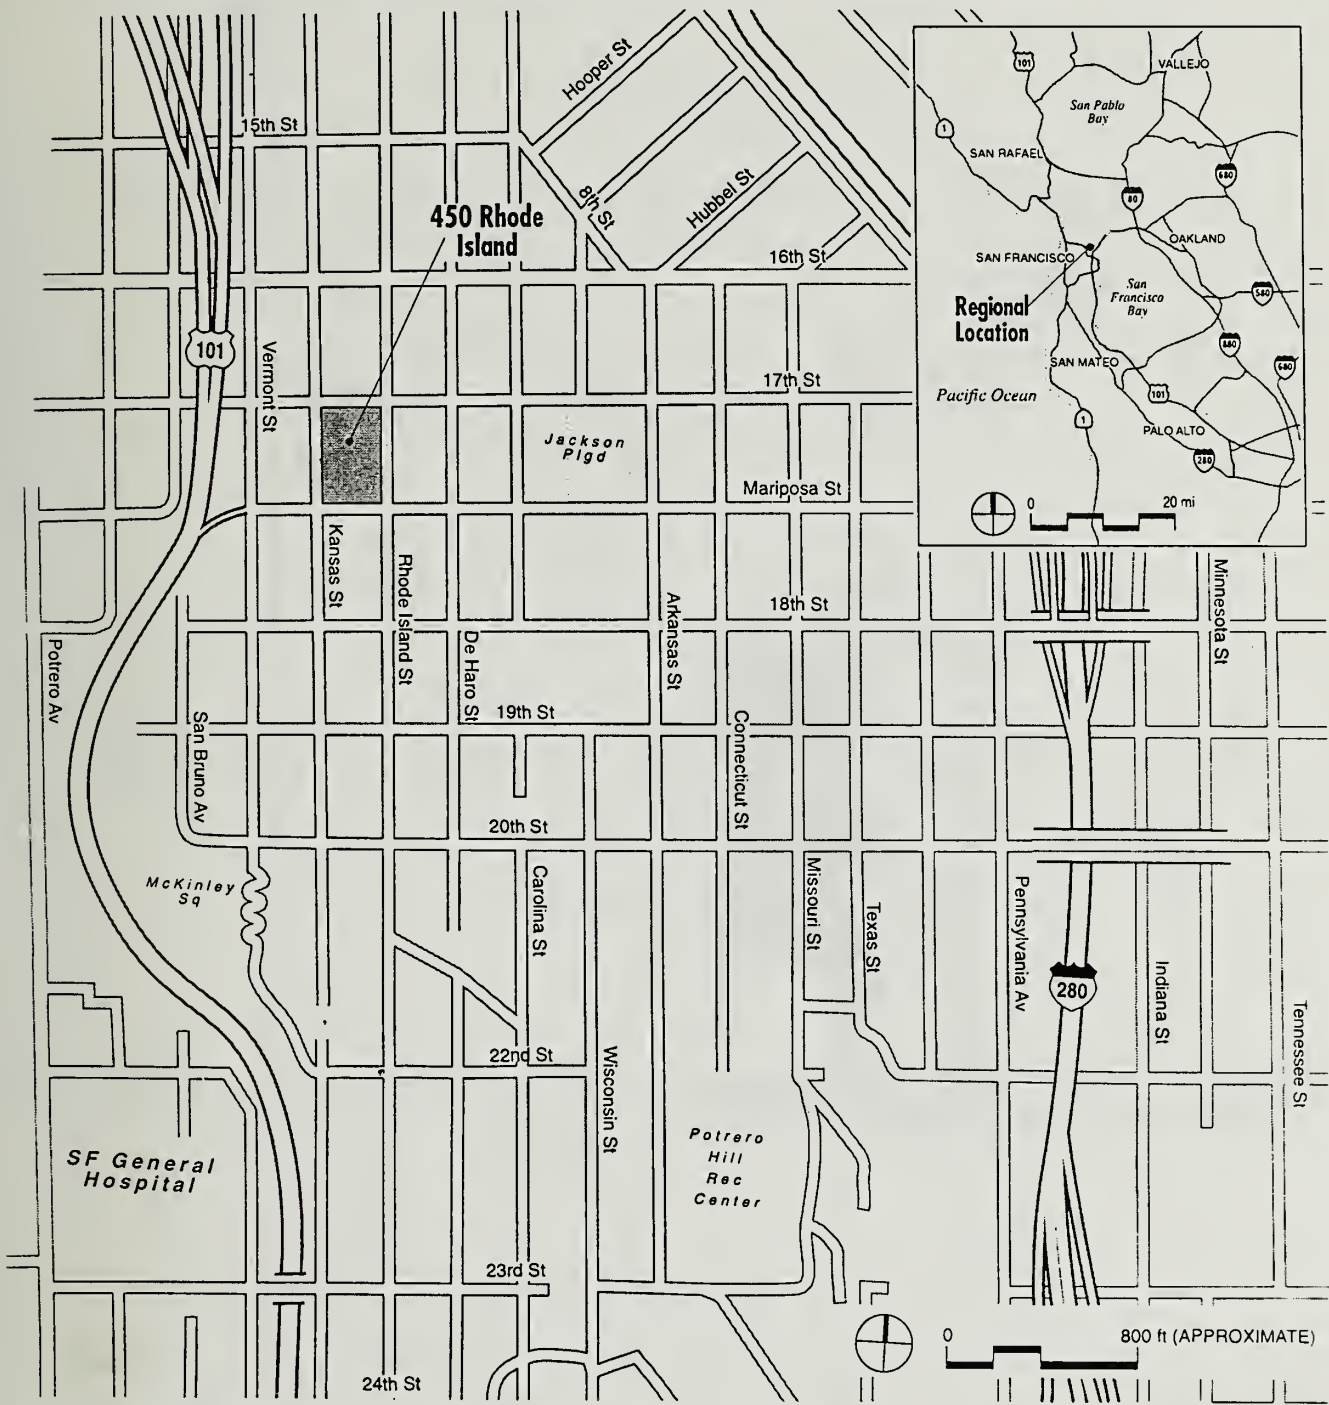 Hooper St
15th St
8th St
Hubbel St
450 Rhode
Island
16th St
101
Vermont St
17th St
Jackson
Plgd
Mariposa St
Kansas St
Rhode Island St
De Haro St
Arkansas St
18th St
Minnesota St
Potrero Av
San Bruno Av
19th St
Connecticut St
20th St
McKinley
Sq
Carolina St
Missouri St
Texas St
Pennsylvania Av
280
Indiana St
Tennessee St
22nd St
Wisconsin St
SF General
Hospital
Potrero
Hill
Rec
Center
23rd St
24th St
0
800 ft (APPROXIMATE)
101
VALLEJO
San Pablo
Bay
1
SAN RAFAEL
680
80
OAKLAND
SAN FRANCISCO
San
Francisco
Bay
580
Regional
Location
880
SAN MATEO
680
101
Pacific Ocean
1
PALO ALTO
280
0
20 mi